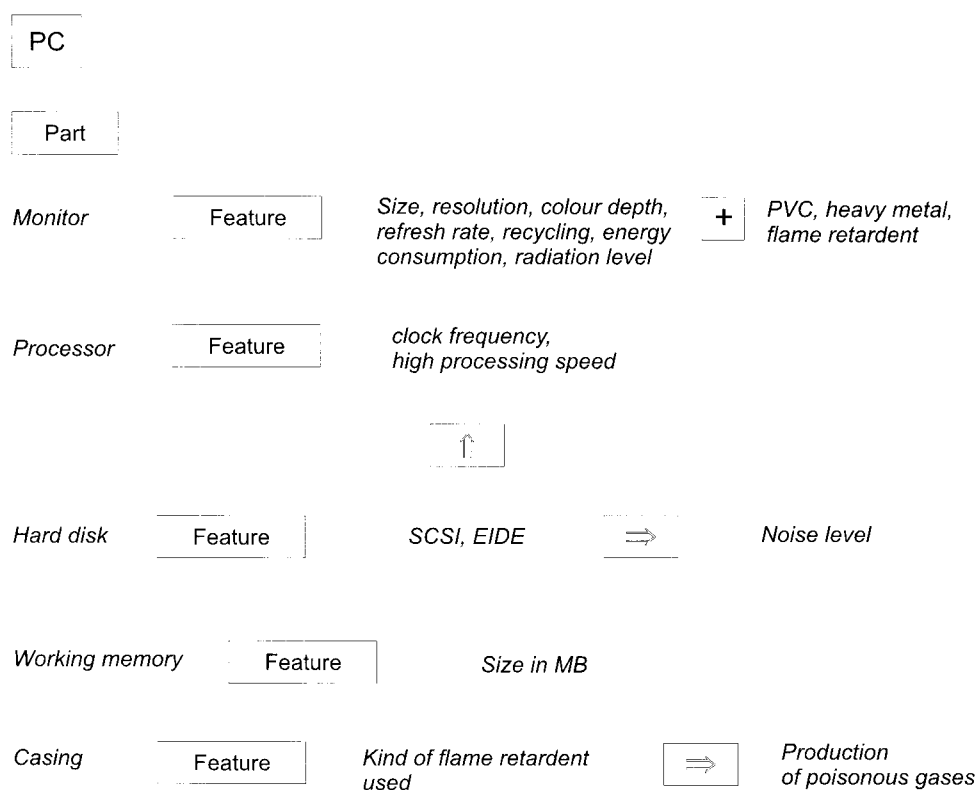 PC
Part
Monitor Feature Size, resolution, colour depth, + PVC, heavy metal,
refresh rate, recycling, energy flame retardent
consumption, radiation level
Processor Feature clock frequency,
high processing speed
⇑
Hard disk Feature SCSI, EIDE ⇒ Noise level
Working memory Feature Size in MB
Casing Feature Kind of flame retardent ⇒ Production
used of poisonous gases